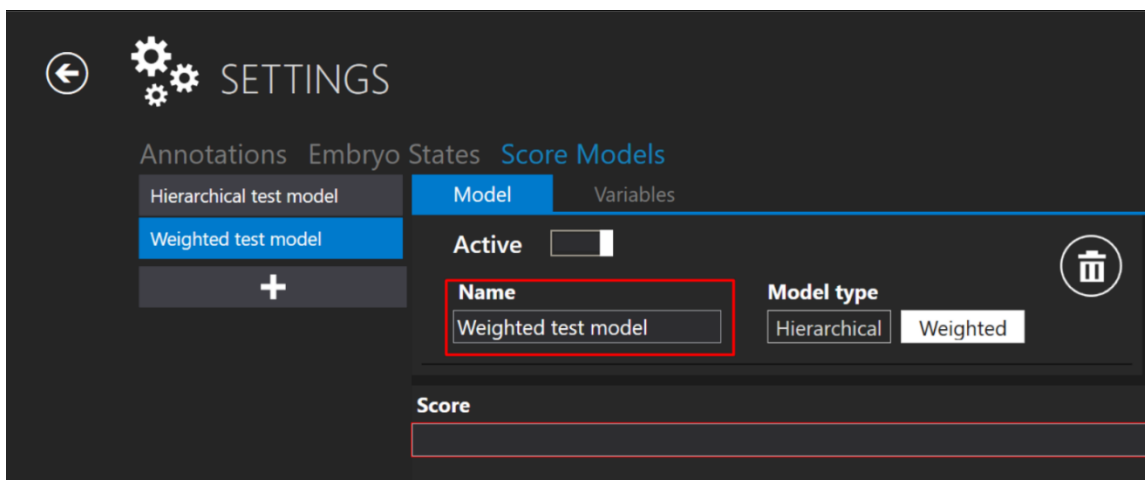 SETTINGS
Annotations Embryo States Score Models
Hierarchical test model
Weighted test model
Model Variables
Active
Name
Weighted test model
Model type
Hierarchical Weighted
Score